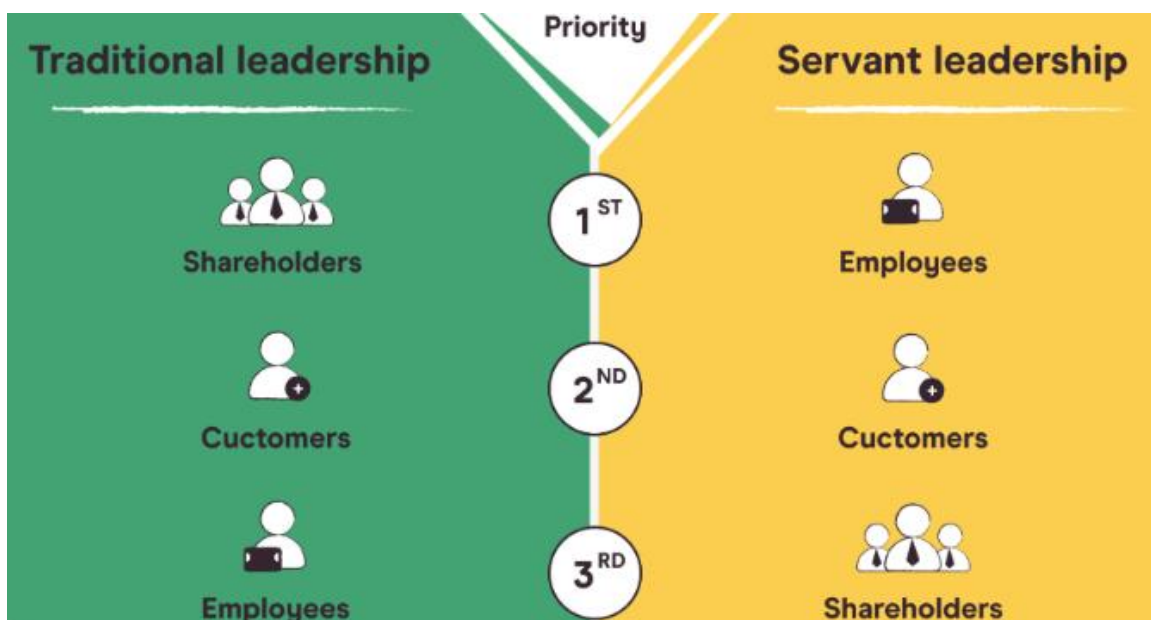 Priority
Traditional leadership
Servant leadership
1ST
Shareholders
Employees
2ND
Cuctomers
Cuctomers
3RD
Employees
Shareholders